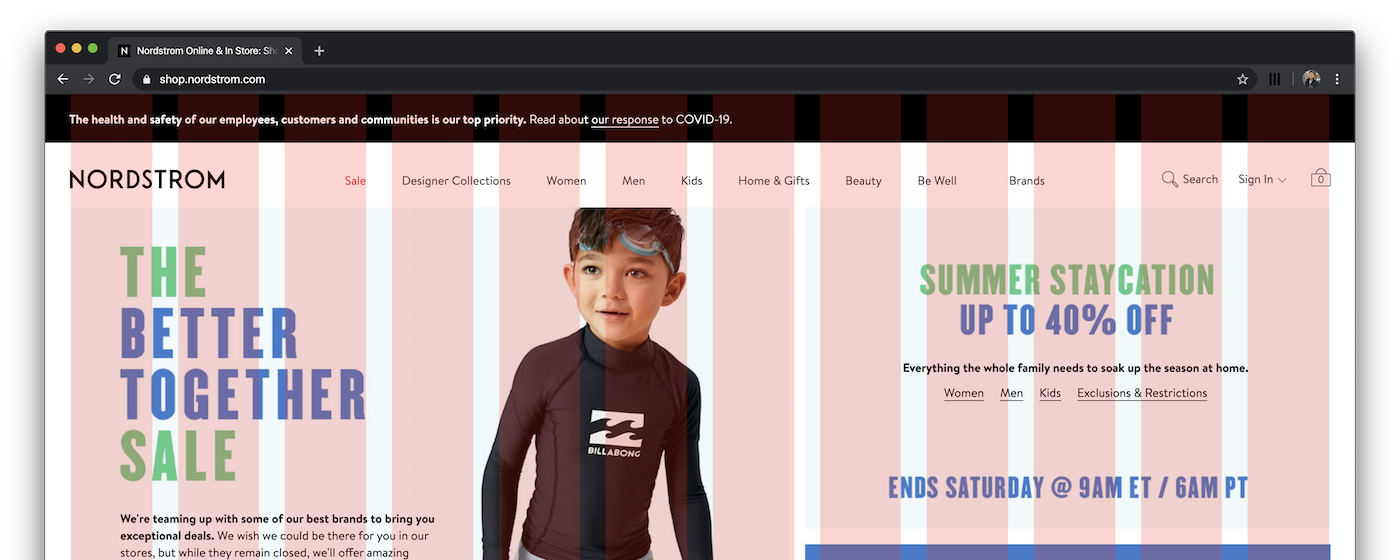 N Nordstrom Online & In Store: Sh
shop.nordstrom.com
The health and safety of our employees, customers and communities is our top priority. Read about our response to COVID-19.
NORDSTROM Sale Designer Collections Women Men Kids Home & Gifts Beauty Be Well Brands Search Sign In 0
THE
BETTER
TOGETHER
SALE
We're teaming up with some of our best brands to bring you
exceptional deals. We wish we could be there for you in our
stores, but while they remain closed, we'll offer amazing
BILLABONG
SUMMER STAYCATION
UP TO 40% OFF
Everything the whole family needs to soak up the season at home.
Women Men Kids Exclusions & Restrictions
ENDS SATURDAY @ 9AM ET / 6AM PT